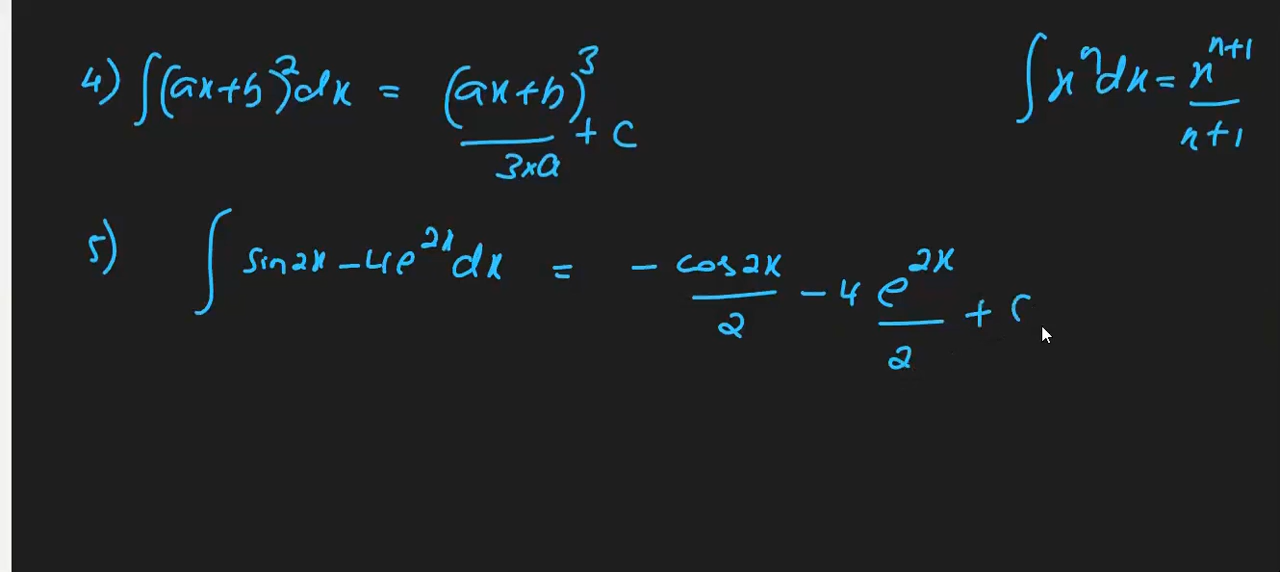 4) ∫(ax+b)²dx = (ax+b)³/(3×a) + C
∫xⁿdx = xⁿ⁺¹/(n+1)
5) ∫ sin2x - 4e²ˣ dx = - cos2x/2 - 4 e²ˣ/2 + C